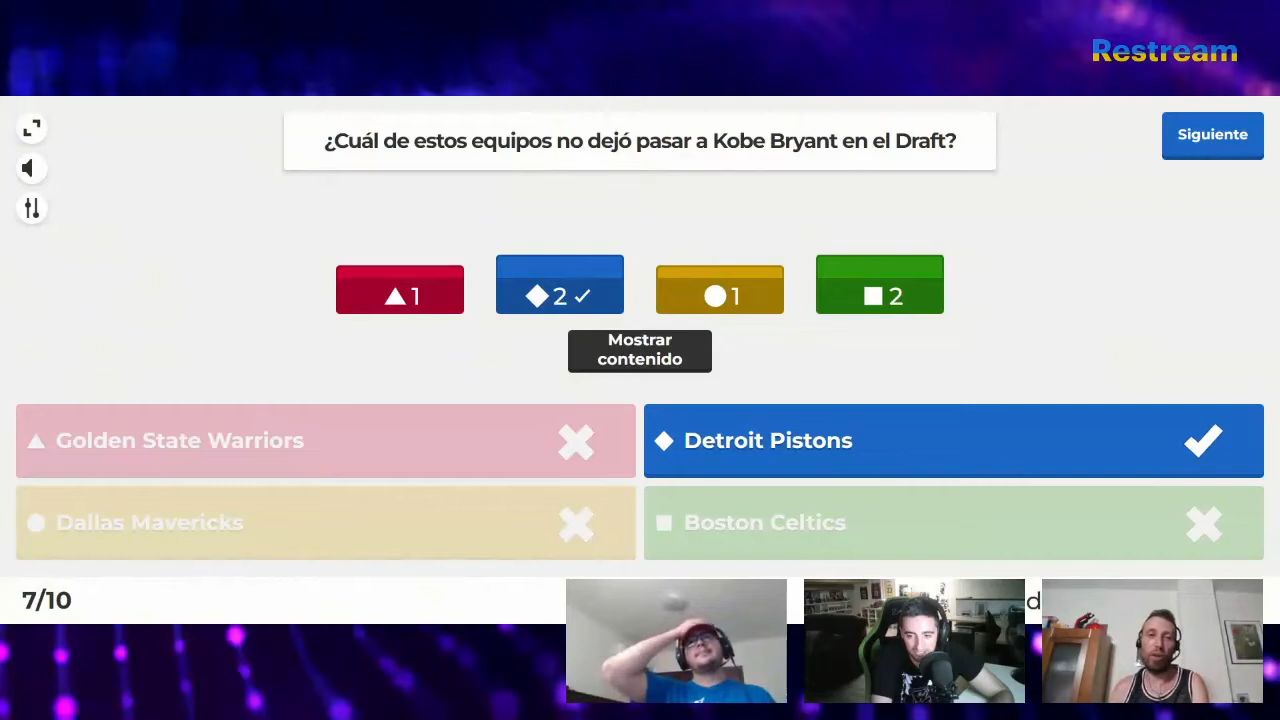 Restream
¿Cuál de estos equipos no dejó pasar a Kobe Bryant en el Draft?
Siguiente
1
2
1
2
Mostrar
contenido
Golden State Warriors
Detroit Pistons
Dallas Mavericks
Boston Celtics
7/10
d